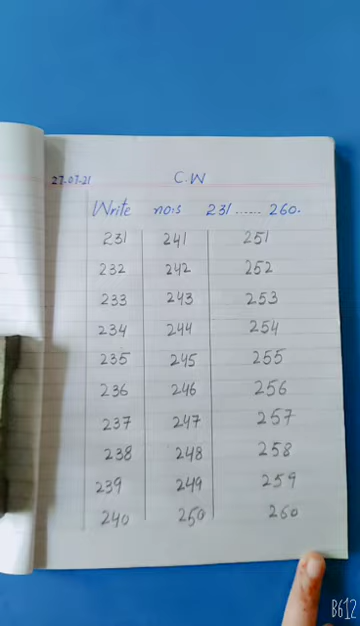 27.07.21
C.W
Write no:s 231 ...... 260.
231 241 251
232 242 252
233 243 253
234 244 254
235 245 255
236 246 256
237 247 257
238 248 258
239 249 259
240 250 260
B612